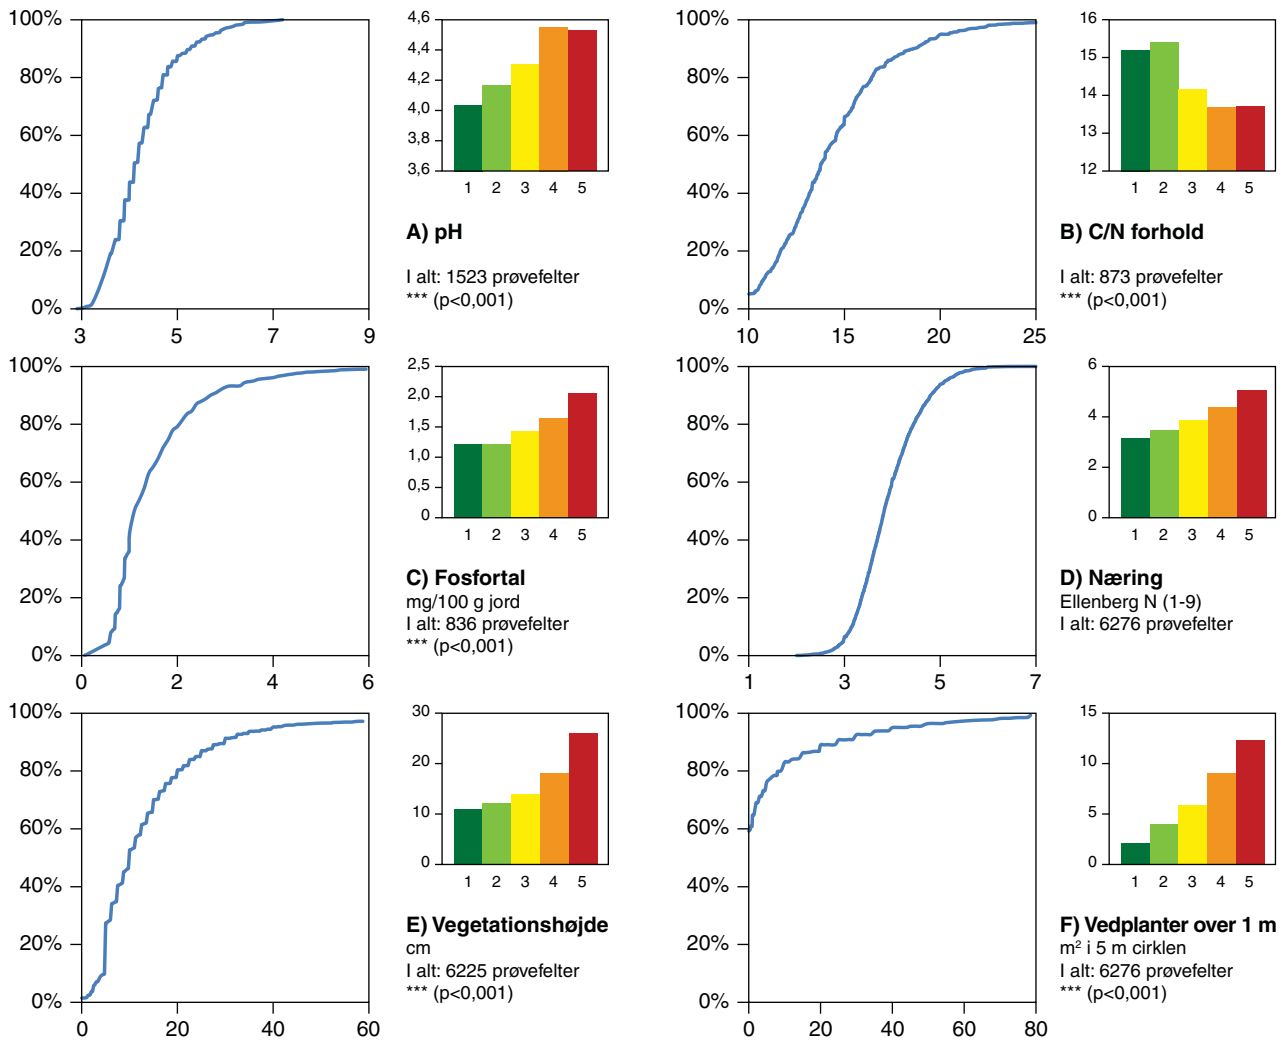 100%
80%
60%
40%
20%
0%
3 5 7 9
4,6
4,4
4,2
4,0
3,8
3,6
1 2 3 4 5
A) pH
I alt: 1523 prøvefelter
*** (p<0,001)
100%
80%
60%
40%
20%
0%
10 15 20 25
16
15
14
13
12
1 2 3 4 5
B) C/N forhold
I alt: 873 prøvefelter
*** (p<0,001)
100%
80%
60%
40%
20%
0%
0 2 4 6
2,5
2,0
1,5
1,0
0,5
0
1 2 3 4 5
C) Fosfortal
mg/100 g jord
I alt: 836 prøvefelter
*** (p<0,001)
100%
80%
60%
40%
20%
0%
1 3 5 7
6
4
2
0
1 2 3 4 5
D) Næring
Ellenberg N (1-9)
I alt: 6276 prøvefelter
100%
80%
60%
40%
20%
0%
0 20 40 60
30
20
10
0
1 2 3 4 5
E) Vegetationshøjde
cm
I alt: 6225 prøvefelter
*** (p<0,001)
100%
80%
60%
40%
20%
0%
0 20 40 60 80
15
10
5
0
1 2 3 4 5
F) Vedplanter over 1 m
m² i 5 m cirklen
I alt: 6276 prøvefelter
*** (p<0,001)